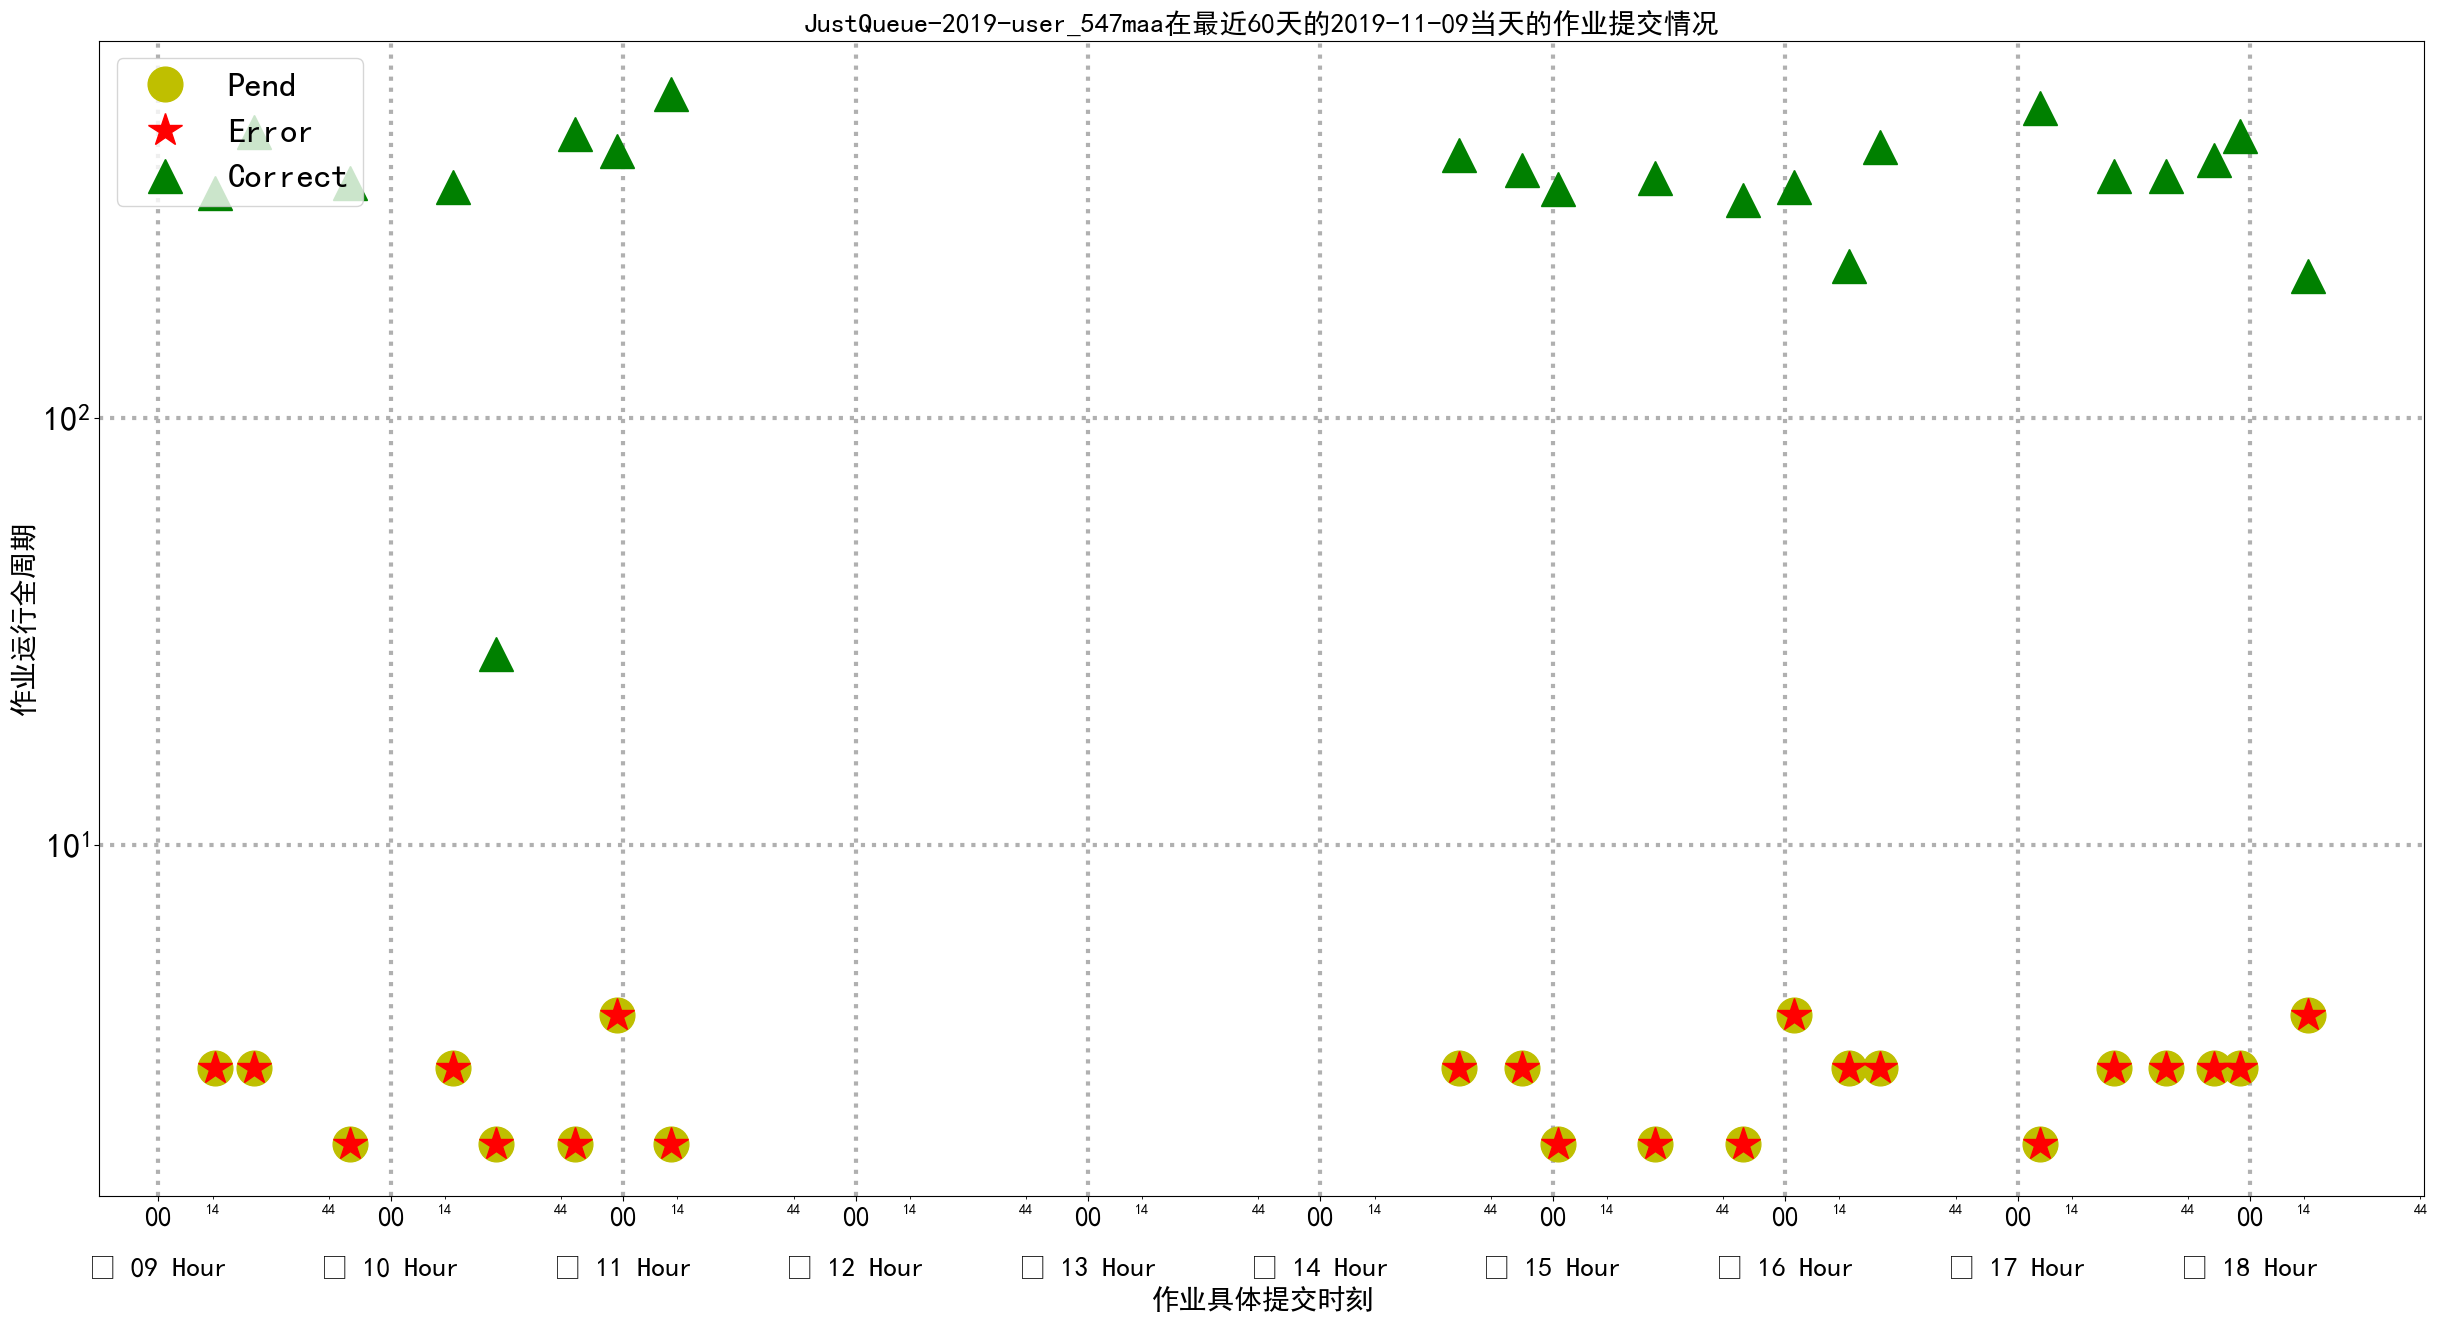 JustQueue-2019-user_547maa在最近60天的2019-11-09当天的作业提交情况
Pend
Error
Correct
10²
10¹
作业运行全周期
14 44 14 44 14 44 14 44 14 44 14 44 14 44 14 44 14 44 14 44
00 00 00 00 00 00 00 00 00 00
□ 09 Hour □ 10 Hour □ 11 Hour □ 12 Hour □ 13 Hour □ 14 Hour □ 15 Hour □ 16 Hour □ 17 Hour □ 18 Hour
作业具体提交时刻